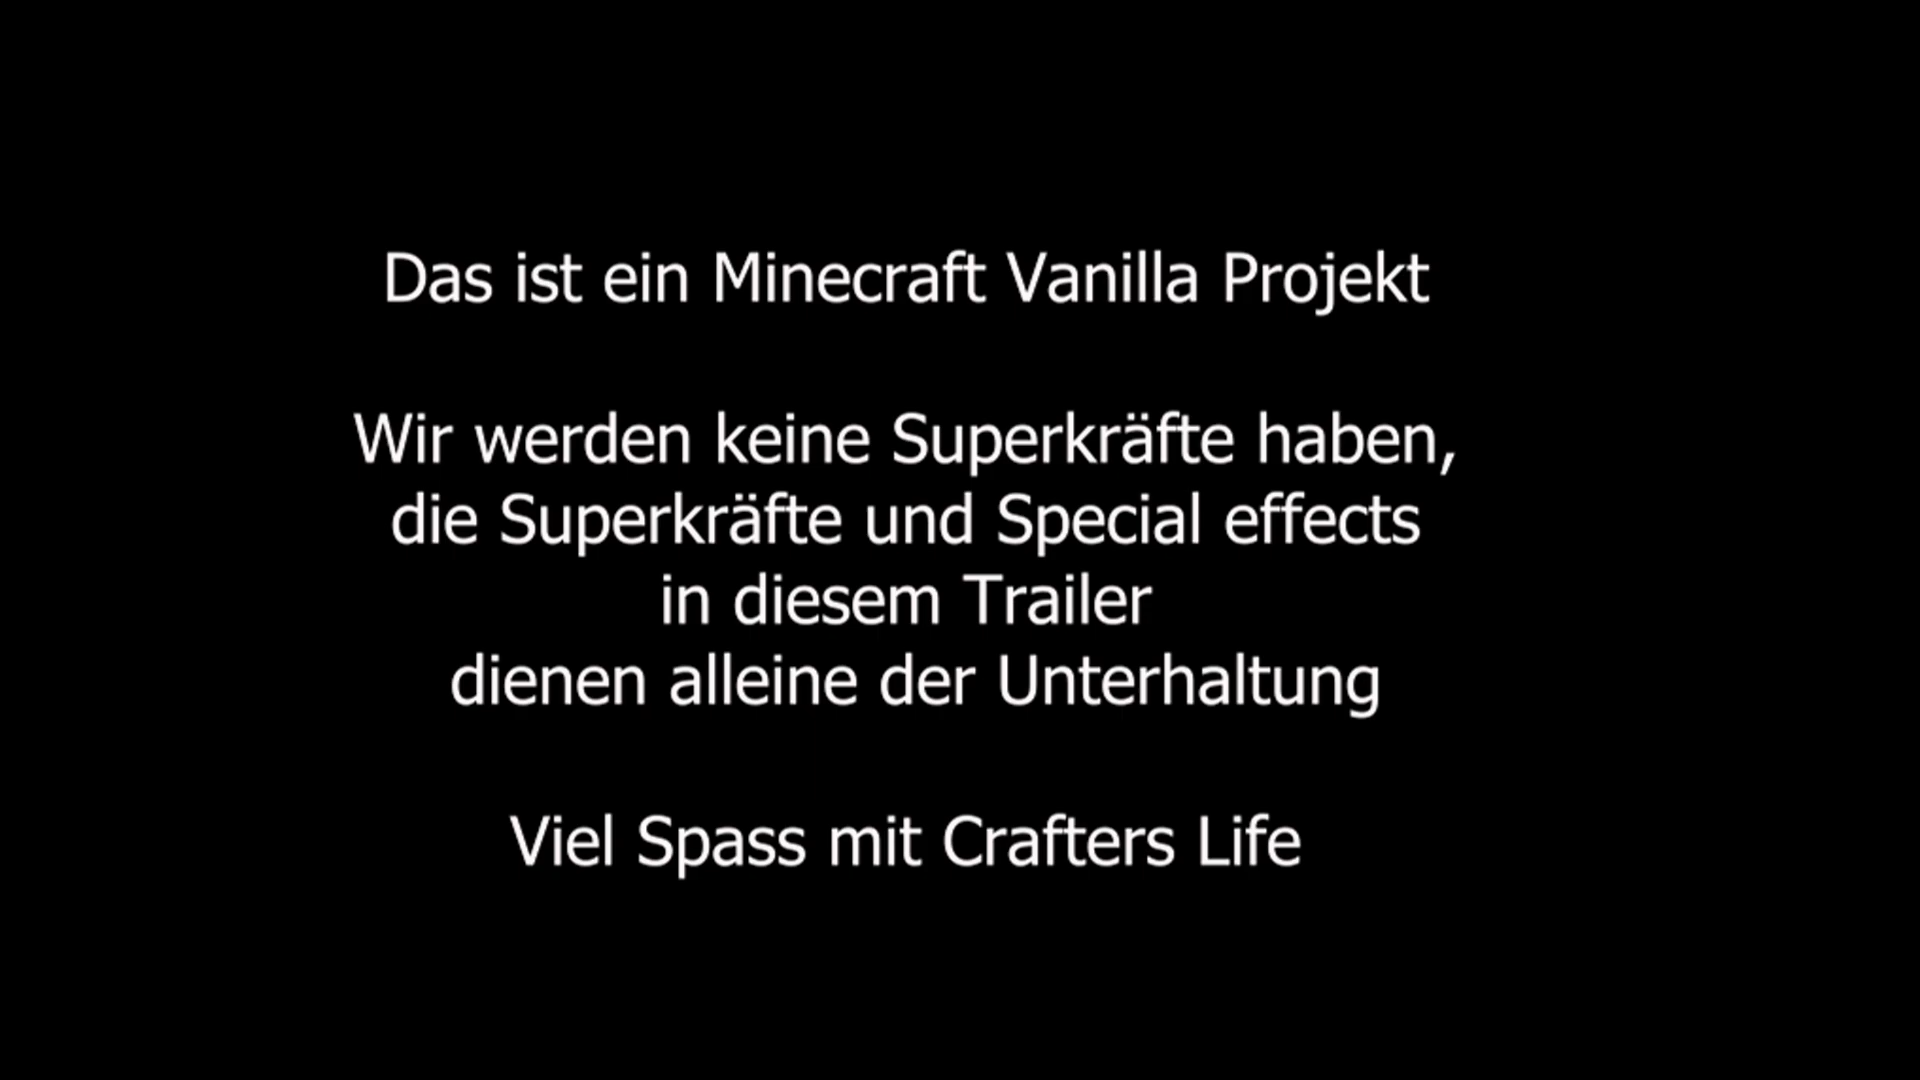 Das ist ein Minecraft Vanilla Projekt
Wir werden keine Superkräfte haben,
die Superkräfte und Special effects
in diesem Trailer
dienen alleine der Unterhaltung
Viel Spass mit Crafters Life